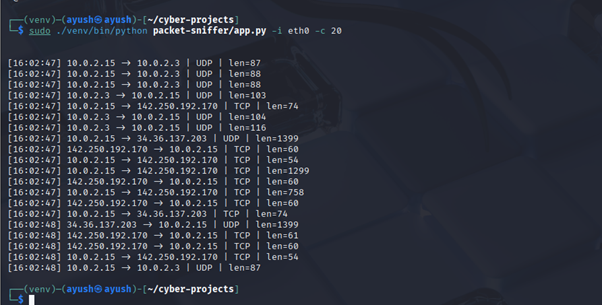 ┌──(venv)─(ayush㉿ayush)-[~/cyber-projects]
└─$ sudo ./venv/bin/python packet-sniffer/app.py -i eth0 -c 20
[16:02:47] 10.0.2.15 → 10.0.2.3 | UDP | len=87
[16:02:47] 10.0.2.15 → 10.0.2.3 | UDP | len=88
[16:02:47] 10.0.2.15 → 10.0.2.3 | UDP | len=88
[16:02:47] 10.0.2.3 → 10.0.2.15 | UDP | len=103
[16:02:47] 10.0.2.15 → 142.250.192.170 | TCP | len=74
[16:02:47] 10.0.2.3 → 10.0.2.15 | UDP | len=104
[16:02:47] 10.0.2.3 → 10.0.2.15 | UDP | len=116
[16:02:47] 10.0.2.15 → 34.36.137.203 | UDP | len=1399
[16:02:47] 142.250.192.170 → 10.0.2.15 | TCP | len=60
[16:02:47] 10.0.2.15 → 142.250.192.170 | TCP | len=54
[16:02:47] 10.0.2.15 → 142.250.192.170 | TCP | len=1299
[16:02:47] 142.250.192.170 → 10.0.2.15 | TCP | len=60
[16:02:47] 10.0.2.15 → 142.250.192.170 | TCP | len=758
[16:02:47] 142.250.192.170 → 10.0.2.15 | TCP | len=60
[16:02:47] 10.0.2.15 → 34.36.137.203 | TCP | len=74
[16:02:48] 34.36.137.203 → 10.0.2.15 | UDP | len=1399
[16:02:48] 142.250.192.170 → 10.0.2.15 | TCP | len=61
[16:02:48] 142.250.192.170 → 10.0.2.15 | TCP | len=60
[16:02:48] 10.0.2.15 → 142.250.192.170 | TCP | len=54
[16:02:48] 10.0.2.15 → 10.0.2.3 | UDP | len=87
┌──(venv)─(ayush㉿ayush)-[~/cyber-projects]
└─$